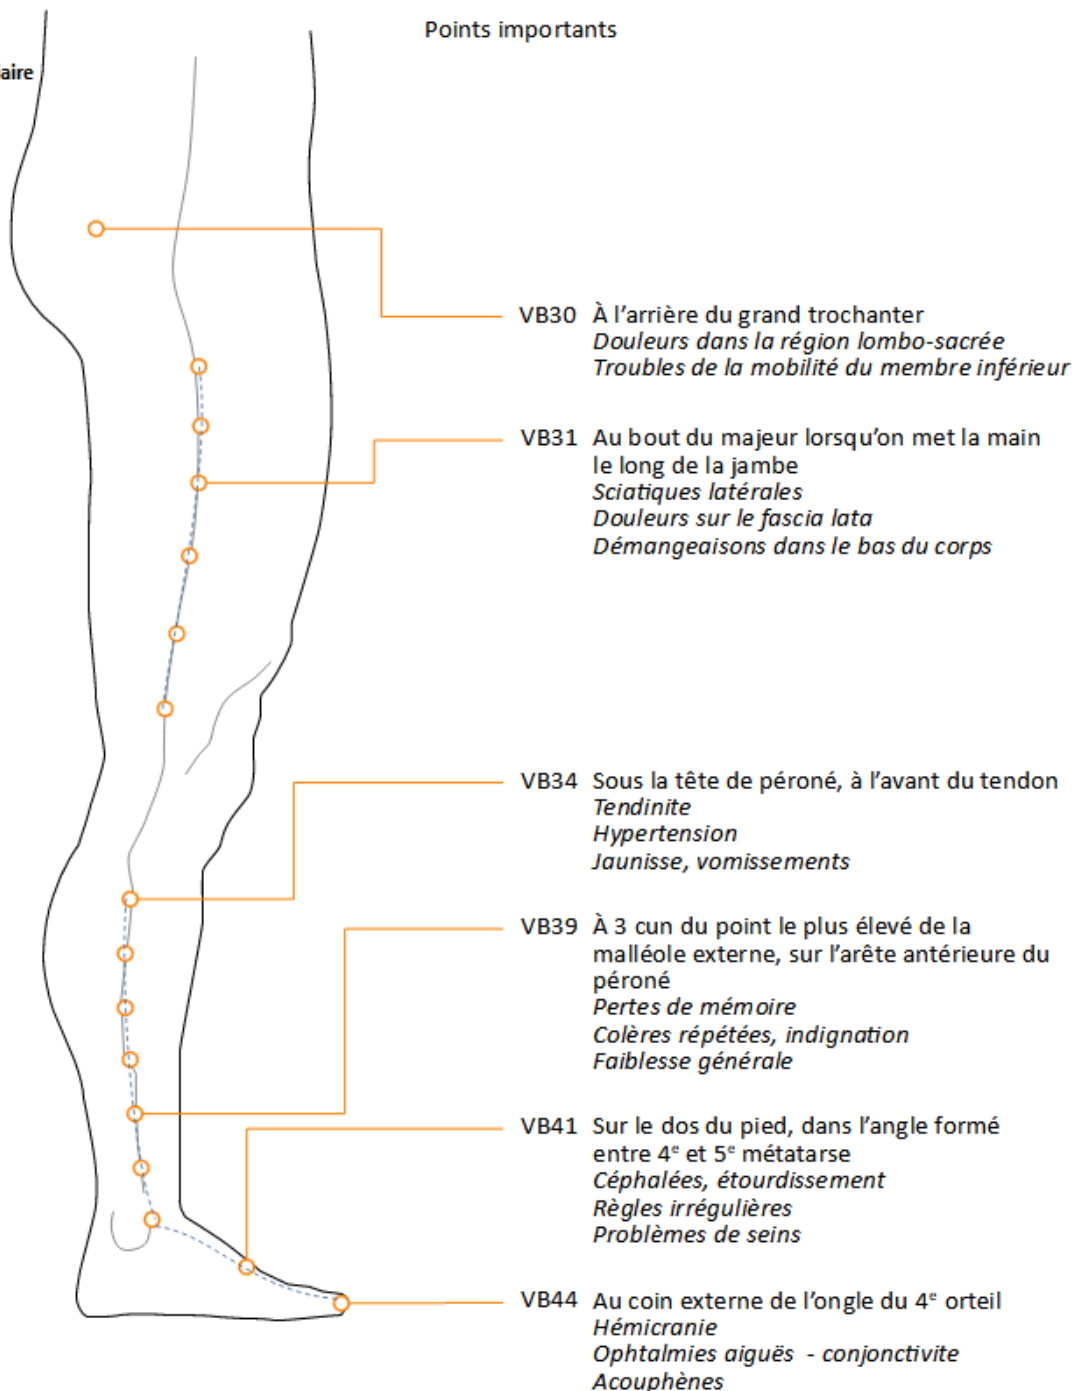 Points importants
aire
VB30 À l'arrière du grand trochanter
Douleurs dans la région lombo-sacrée
Troubles de la mobilité du membre inférieur
VB31 Au bout du majeur lorsqu'on met la main
le long de la jambe
Sciatiques latérales
Douleurs sur le fascia lata
Démangeaisons dans le bas du corps
VB34 Sous la tête de péroné, à l'avant du tendon
Tendinite
Hypertension
Jaunisse, vomissements
VB39 À 3 cun du point le plus élevé de la
malléole externe, sur l'arête antérieure du
péroné
Pertes de mémoire
Colères répétées, indignation
Faiblesse générale
VB41 Sur le dos du pied, dans l'angle formé
entre 4e et 5e métatarse
Céphalées, étourdissement
Règles irrégulières
Problèmes de seins
VB44 Au coin externe de l'ongle du 4e orteil
Hémicranie
Ophtalmies aiguës - conjonctivite
Acouphènes